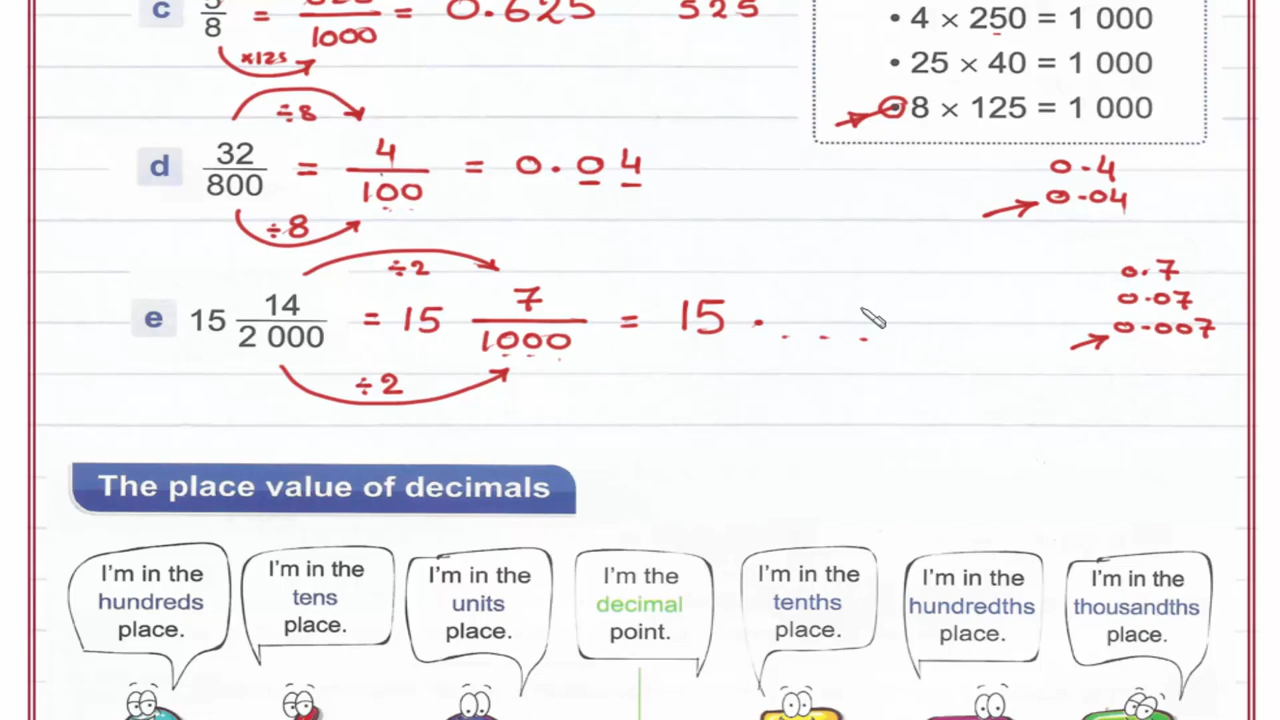 c 5/8 = 625/1000 = 0.625 525
×125
• 4 × 250 = 1 000
• 25 × 40 = 1 000
• 8 × 125 = 1 000
÷8
d 32/800 = 4/100 = 0.04
÷8
0.4
0.04
÷2
e 15 14/2 000 = 15 7/1000 = 15 . . . .
÷2
0.7
0.07
0.007
The place value of decimals
I'm in the
hundreds
place.
I'm in the
tens
place.
I'm in the
units
place.
I'm the
decimal
point.
I'm in the
tenths
place.
I'm in the
hundredths
place.
I'm in the
thousandths
place.